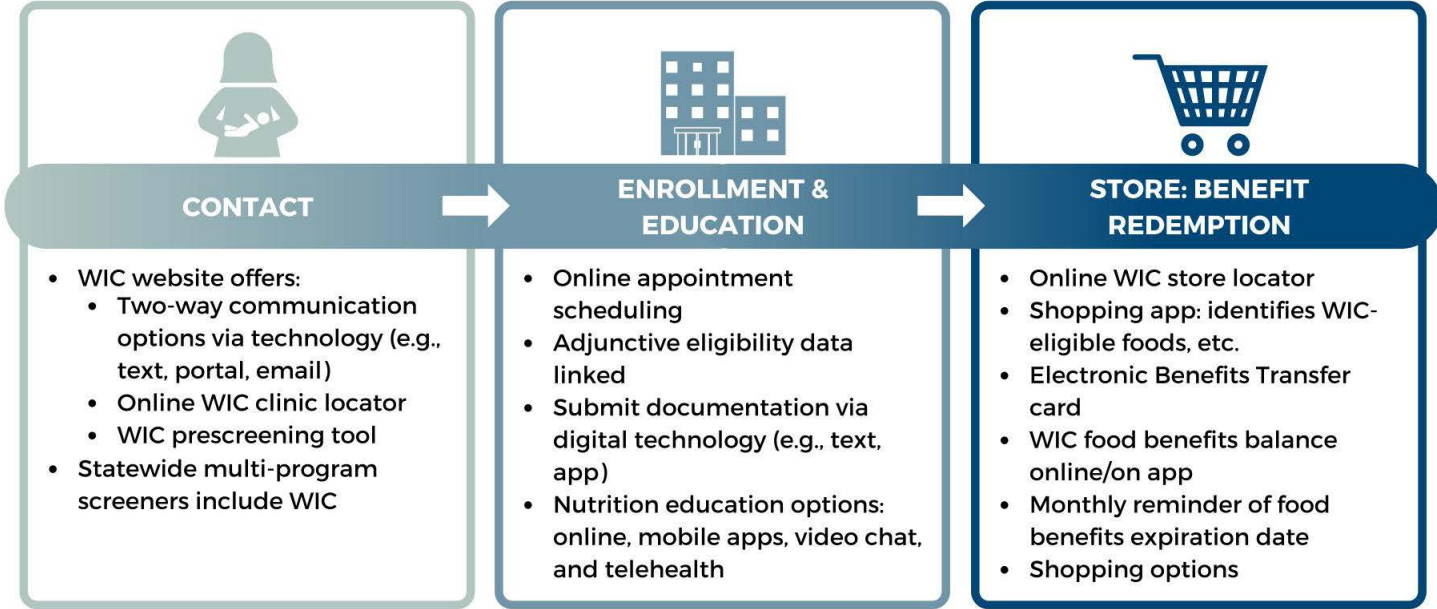 CONTACT
• WIC website offers:
• Two-way communication
options via technology (e.g.,
text, portal, email)
• Online WIC clinic locator
• WIC prescreening tool
• Statewide multi-program
screeners include WIC
ENROLLMENT &
EDUCATION
• Online appointment
scheduling
• Adjunctive eligibility data
linked
• Submit documentation via
digital technology (e.g., text,
app)
• Nutrition education options:
online, mobile apps, video chat,
and telehealth
STORE: BENEFIT
REDEMPTION
• Online WIC store locator
• Shopping app: identifies WIC-
eligible foods, etc.
• Electronic Benefits Transfer
card
• WIC food benefits balance
online/on app
• Monthly reminder of food
benefits expiration date
• Shopping options